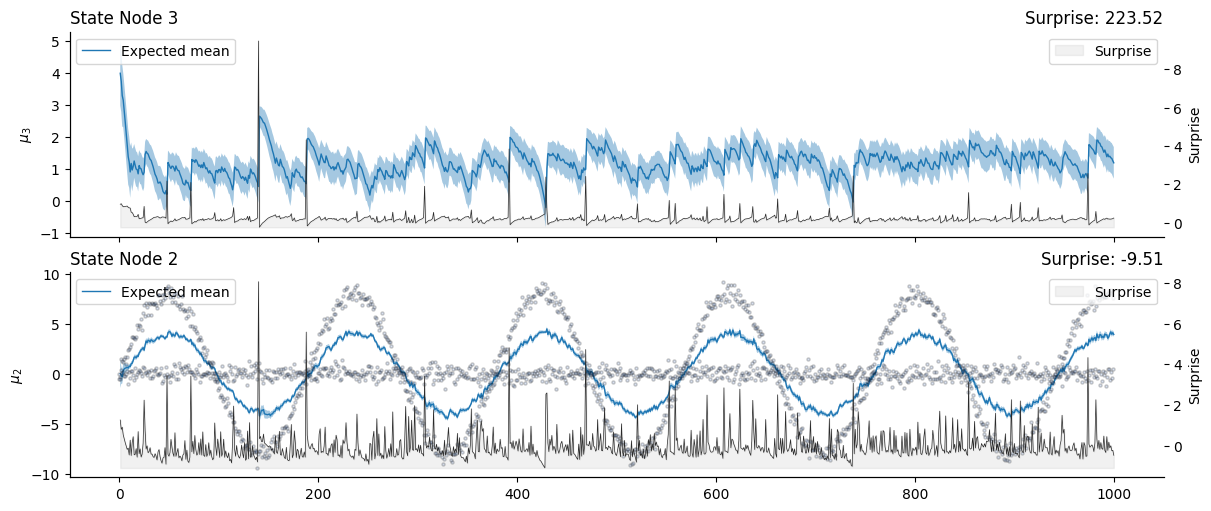 State Node 3 Surprise: 223.52
Expected mean
Surprise
5
4
3
2
1
0
−1
μ3
8
6
4
2
0
Surprise
State Node 2 Surprise: -9.51
Expected mean
Surprise
10
5
0
−5
−10
μ2
8
6
4
2
0
Surprise
0 200 400 600 800 1000